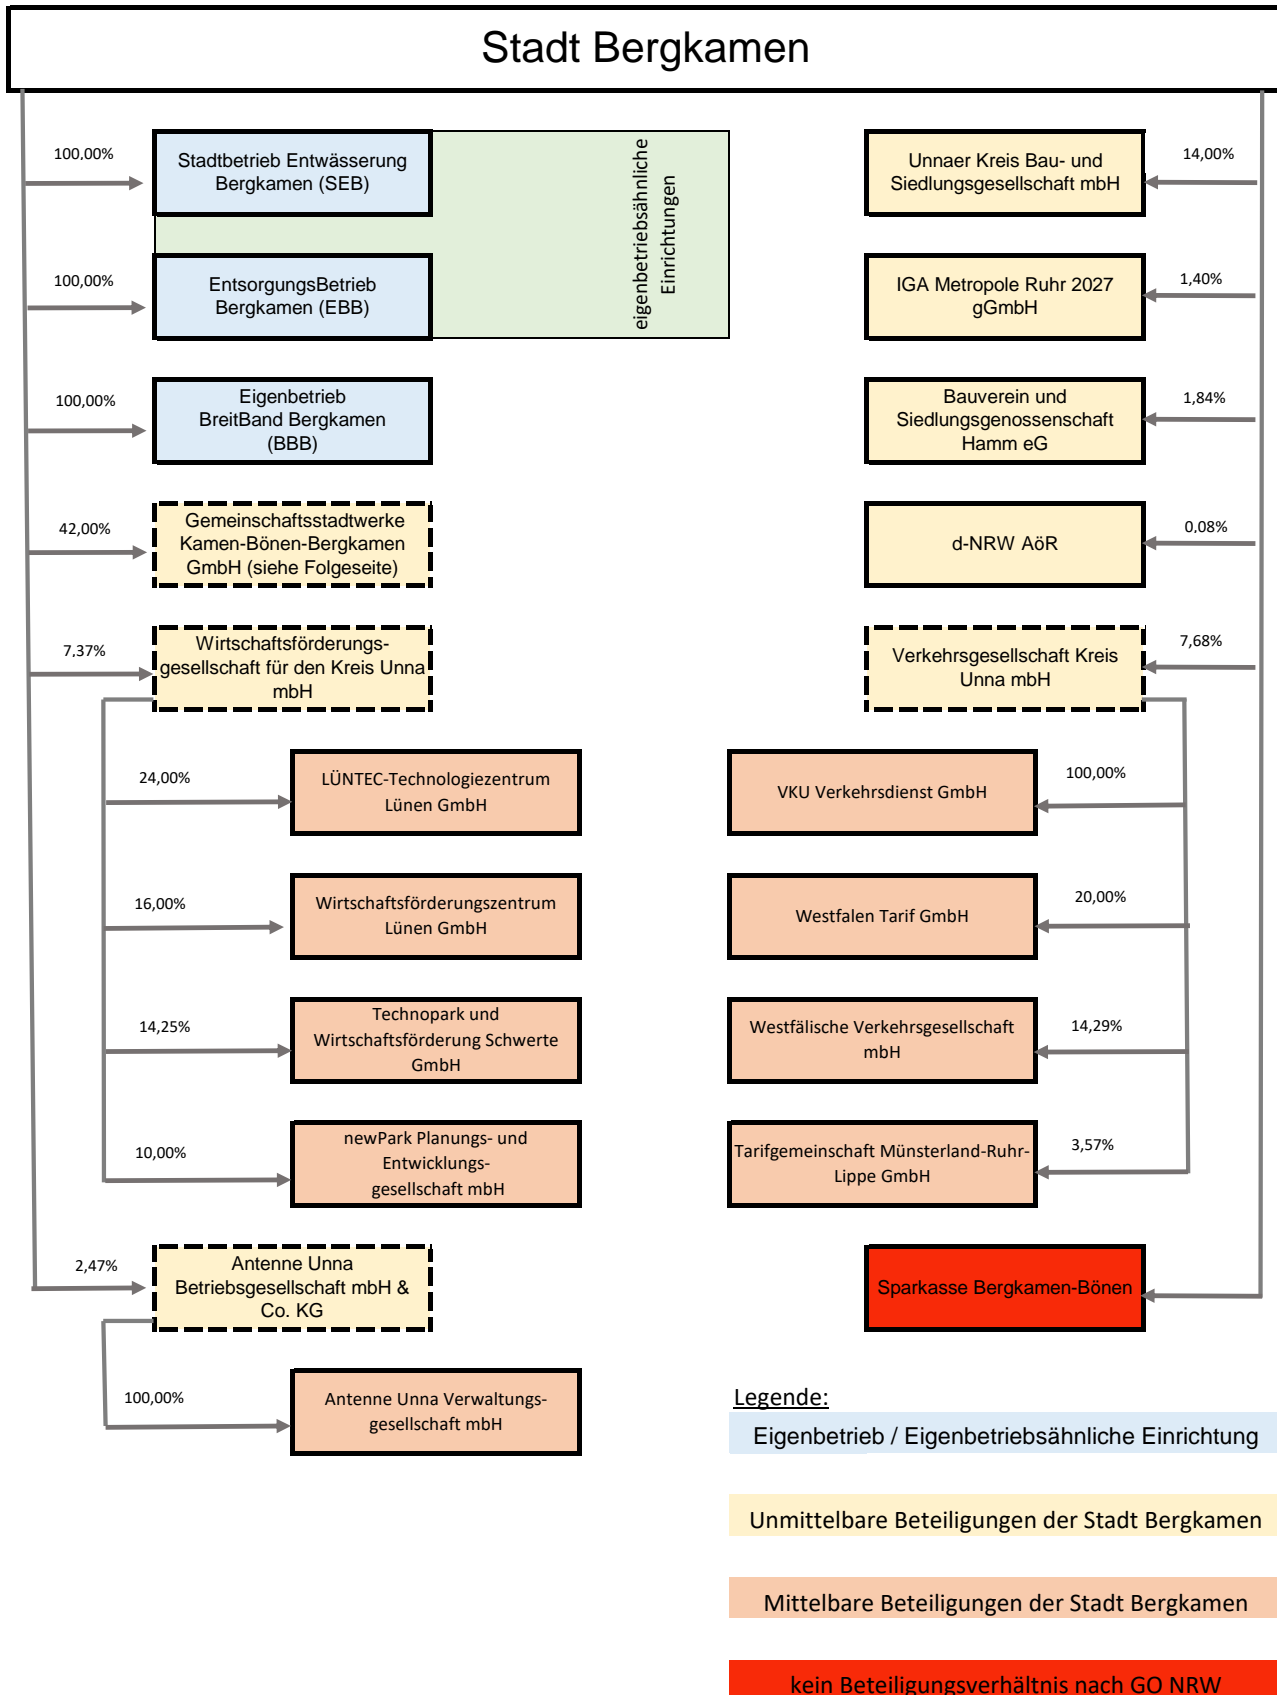 Stadt Bergkamen
100,00%
Stadtbetrieb Entwässerung
Bergkamen (SEB)
eigenbetriebsähnliche
Einrichtungen
100,00%
EntsorgungsBetrieb
Bergkamen (EBB)
100,00%
Eigenbetrieb
BreitBand Bergkamen
(BBB)
42,00%
Gemeinschaftsstadtwerke
Kamen-Bönen-Bergkamen
GmbH (siehe Folgeseite)
7,37%
Wirtschaftsförderungs-
gesellschaft für den Kreis Unna
mbH
24,00%
LÜNTEC-Technologiezentrum
Lünen GmbH
16,00%
Wirtschaftsförderungszentrum
Lünen GmbH
14,25%
Technopark und
Wirtschaftsförderung Schwerte
GmbH
10,00%
newPark Planungs- und
Entwicklungs-
gesellschaft mbH
2,47%
Antenne Unna
Betriebsgesellschaft mbH &
Co. KG
100,00%
Antenne Unna Verwaltungs-
gesellschaft mbH
Unnaer Kreis Bau- und
Siedlungsgesellschaft mbH
14,00%
IGA Metropole Ruhr 2027
gGmbH
1,40%
Bauverein und
Siedlungsgenossenschaft
Hamm eG
1,84%
d-NRW AöR
0,08%
Verkehrsgesellschaft Kreis
Unna mbH
7,68%
VKU Verkehrsdienst GmbH
100,00%
Westfalen Tarif GmbH
20,00%
Westfälische Verkehrsgesellschaft
mbH
14,29%
Tarifgemeinschaft Münsterland-Ruhr-
Lippe GmbH
3,57%
Sparkasse Bergkamen-Bönen
Legende:
Eigenbetrieb / Eigenbetriebsähnliche Einrichtung
Unmittelbare Beteiligungen der Stadt Bergkamen
Mittelbare Beteiligungen der Stadt Bergkamen
kein Beteiligungsverhältnis nach GO NRW